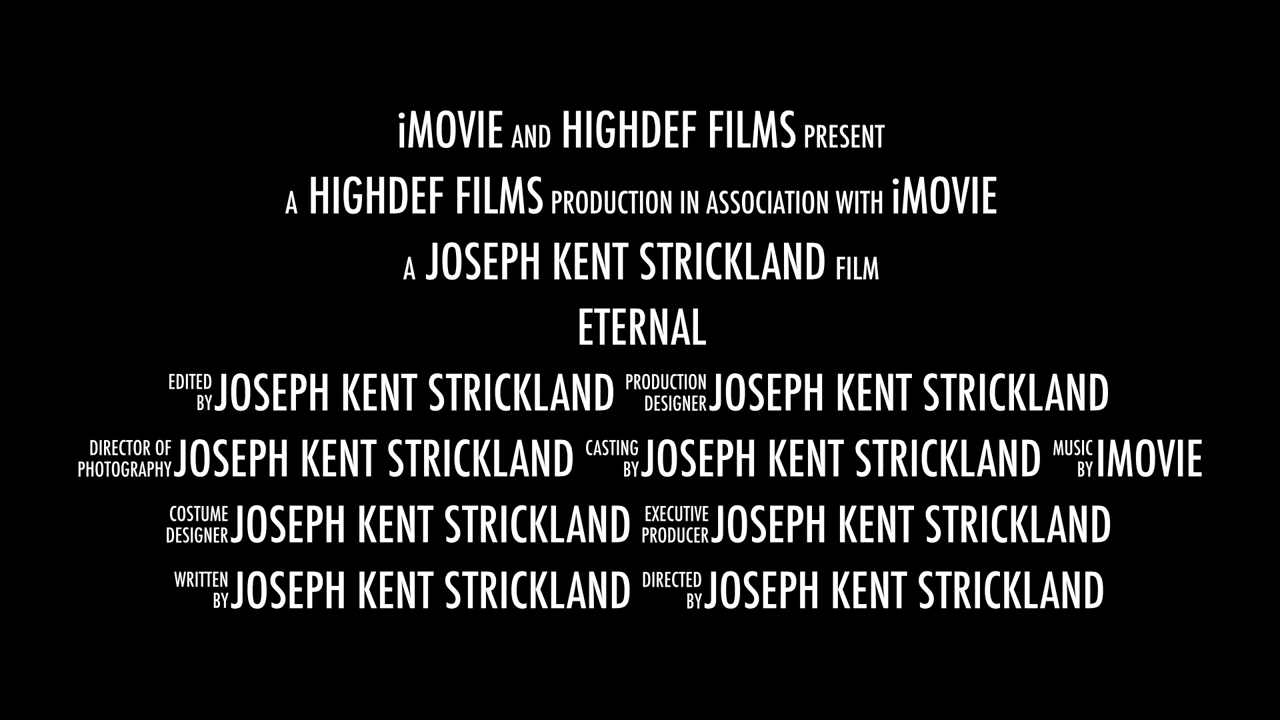 iMOVIE AND HIGHDEF FILMS PRESENT
A HIGHDEF FILMS PRODUCTION IN ASSOCIATION WITH iMOVIE
A JOSEPH KENT STRICKLAND FILM
ETERNAL
EDITED BY JOSEPH KENT STRICKLAND PRODUCTION DESIGNER JOSEPH KENT STRICKLAND
DIRECTOR OF PHOTOGRAPHY JOSEPH KENT STRICKLAND CASTING BY JOSEPH KENT STRICKLAND MUSIC BY IMOVIE
COSTUME DESIGNER JOSEPH KENT STRICKLAND EXECUTIVE PRODUCER JOSEPH KENT STRICKLAND
WRITTEN BY JOSEPH KENT STRICKLAND DIRECTED BY JOSEPH KENT STRICKLAND